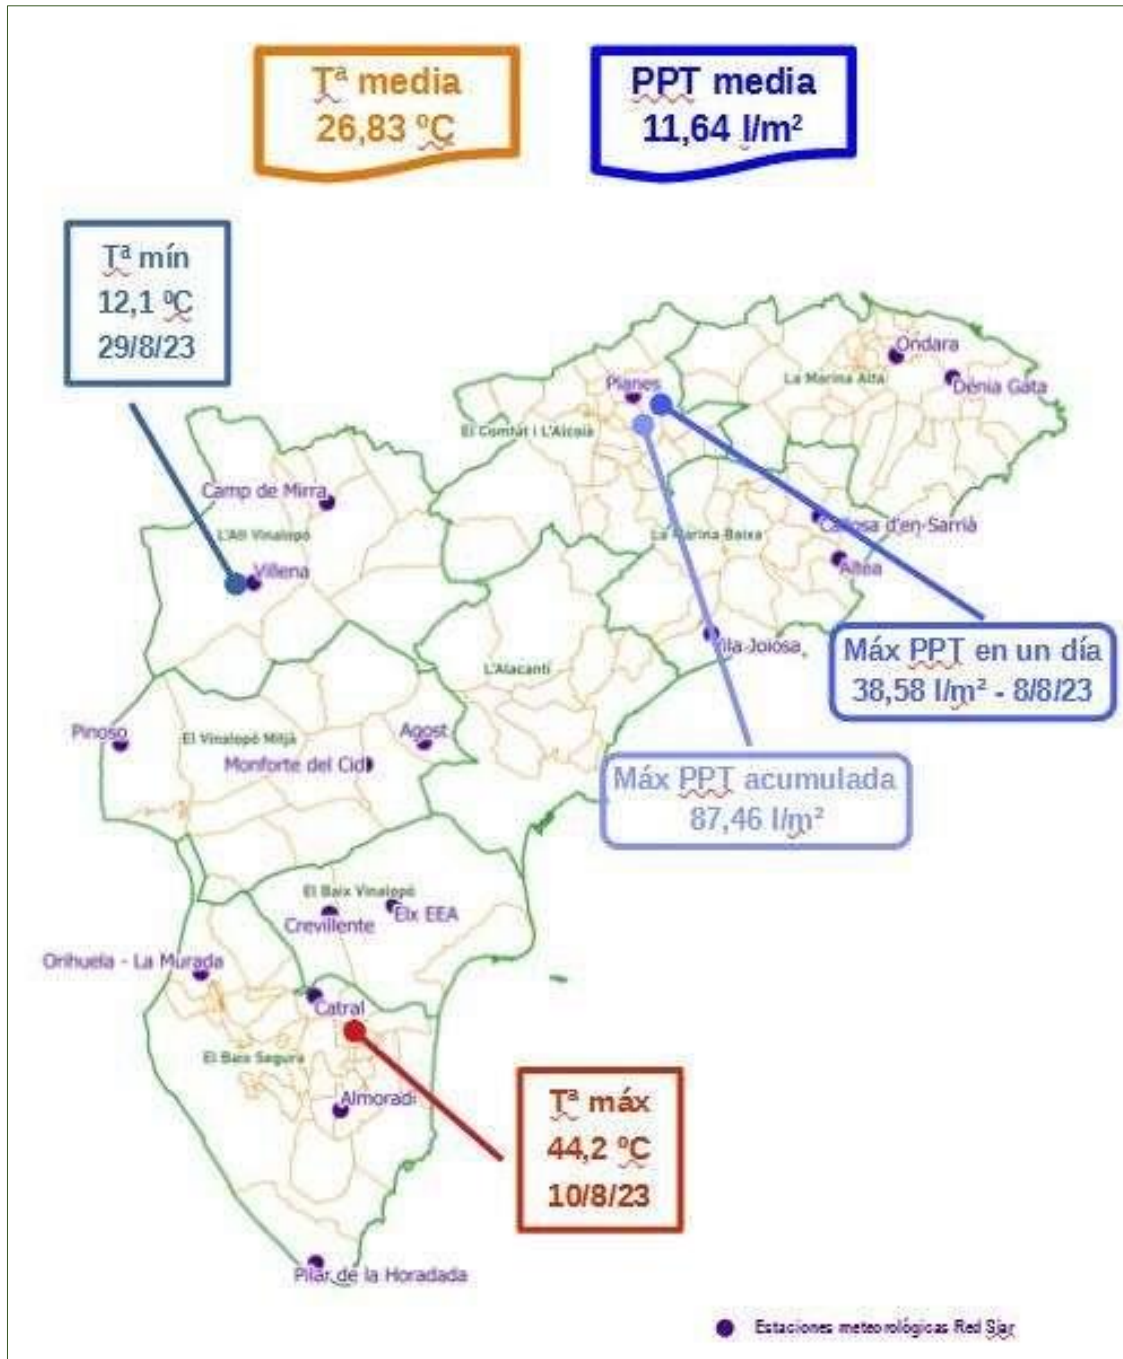 Tª media
26,83 ºC
PPT media
11,64 l/m²
Tª mín
12,1 ºC
29/8/23
Ondara
La Marina Alta
Dénia Gata
Planes
El Comtat i L'Alcoià
Camp de Mirra
L'Alt Vinalopó
Villena
Callosa d'en Sarrià
La Marina Baixa
Altea
Vila Joiosa
Máx PPT en un día
38,58 l/m² - 8/8/23
L'Alacantí
Pinoso
El Vinalopó Mitjà
Agost
Monforte del Cid
Máx PPT acumulada
87,46 l/m²
El Baix Vinalopó
Crevillente
Elx EEA
Orihuela - La Murada
Catral
El Baix Segura
Almoradí
Tª máx
44,2 ºC
10/8/23
Pilar de la Horadada
Estaciones meteorológicas Red Siar